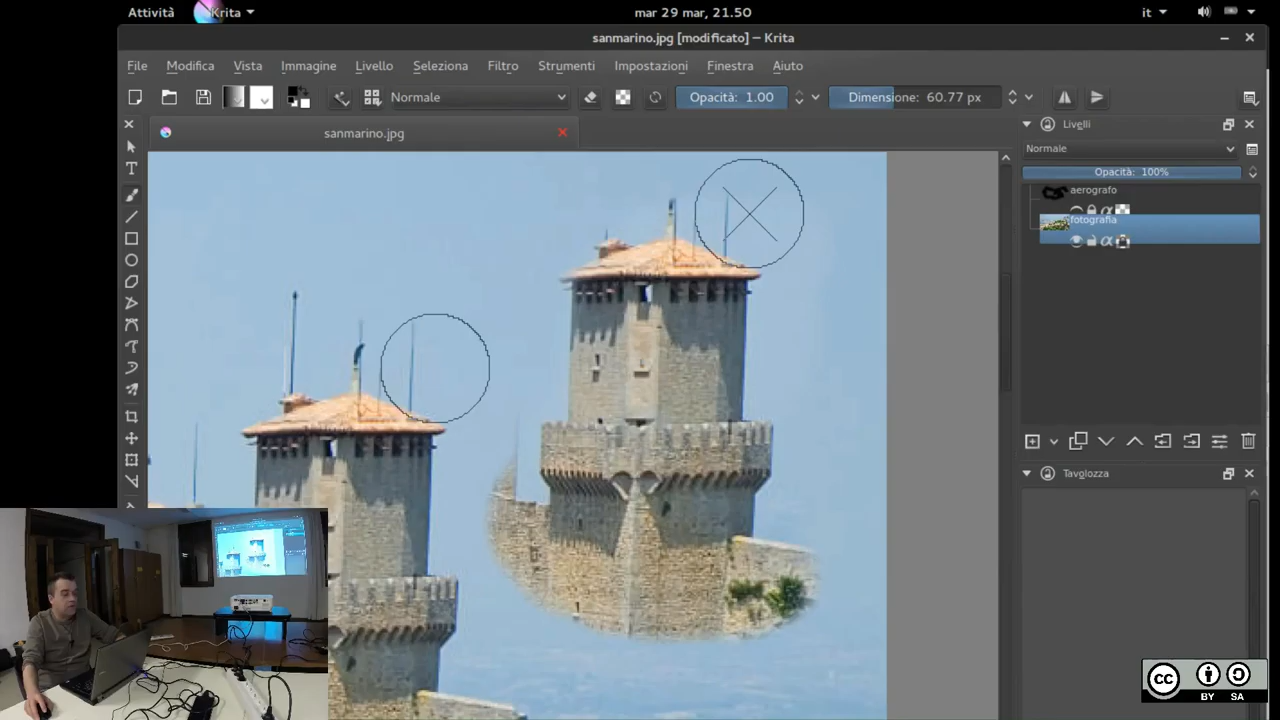 Attività
Krita
mar 29 mar, 21.50
it
sanmarino.jpg [modificato] – Krita
File Modifica Vista Immagine Livello Seleziona Filtro Strumenti Impostazioni Finestra Aiuto
Normale
Opacità: 1.00
Dimensione: 60.77 px
sanmarino.jpg
Livelli
Normale
Opacità: 100%
aerografo
fotografia
Tavolozza
CC
BY SA